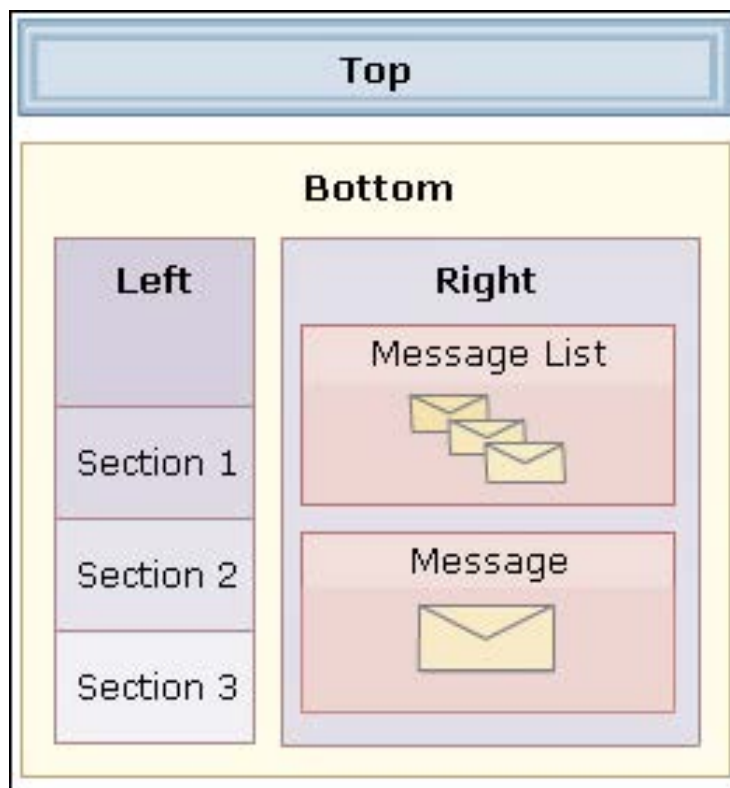 Top
Bottom
Left
Section 1
Section 2
Section 3
Right
Message List
Message